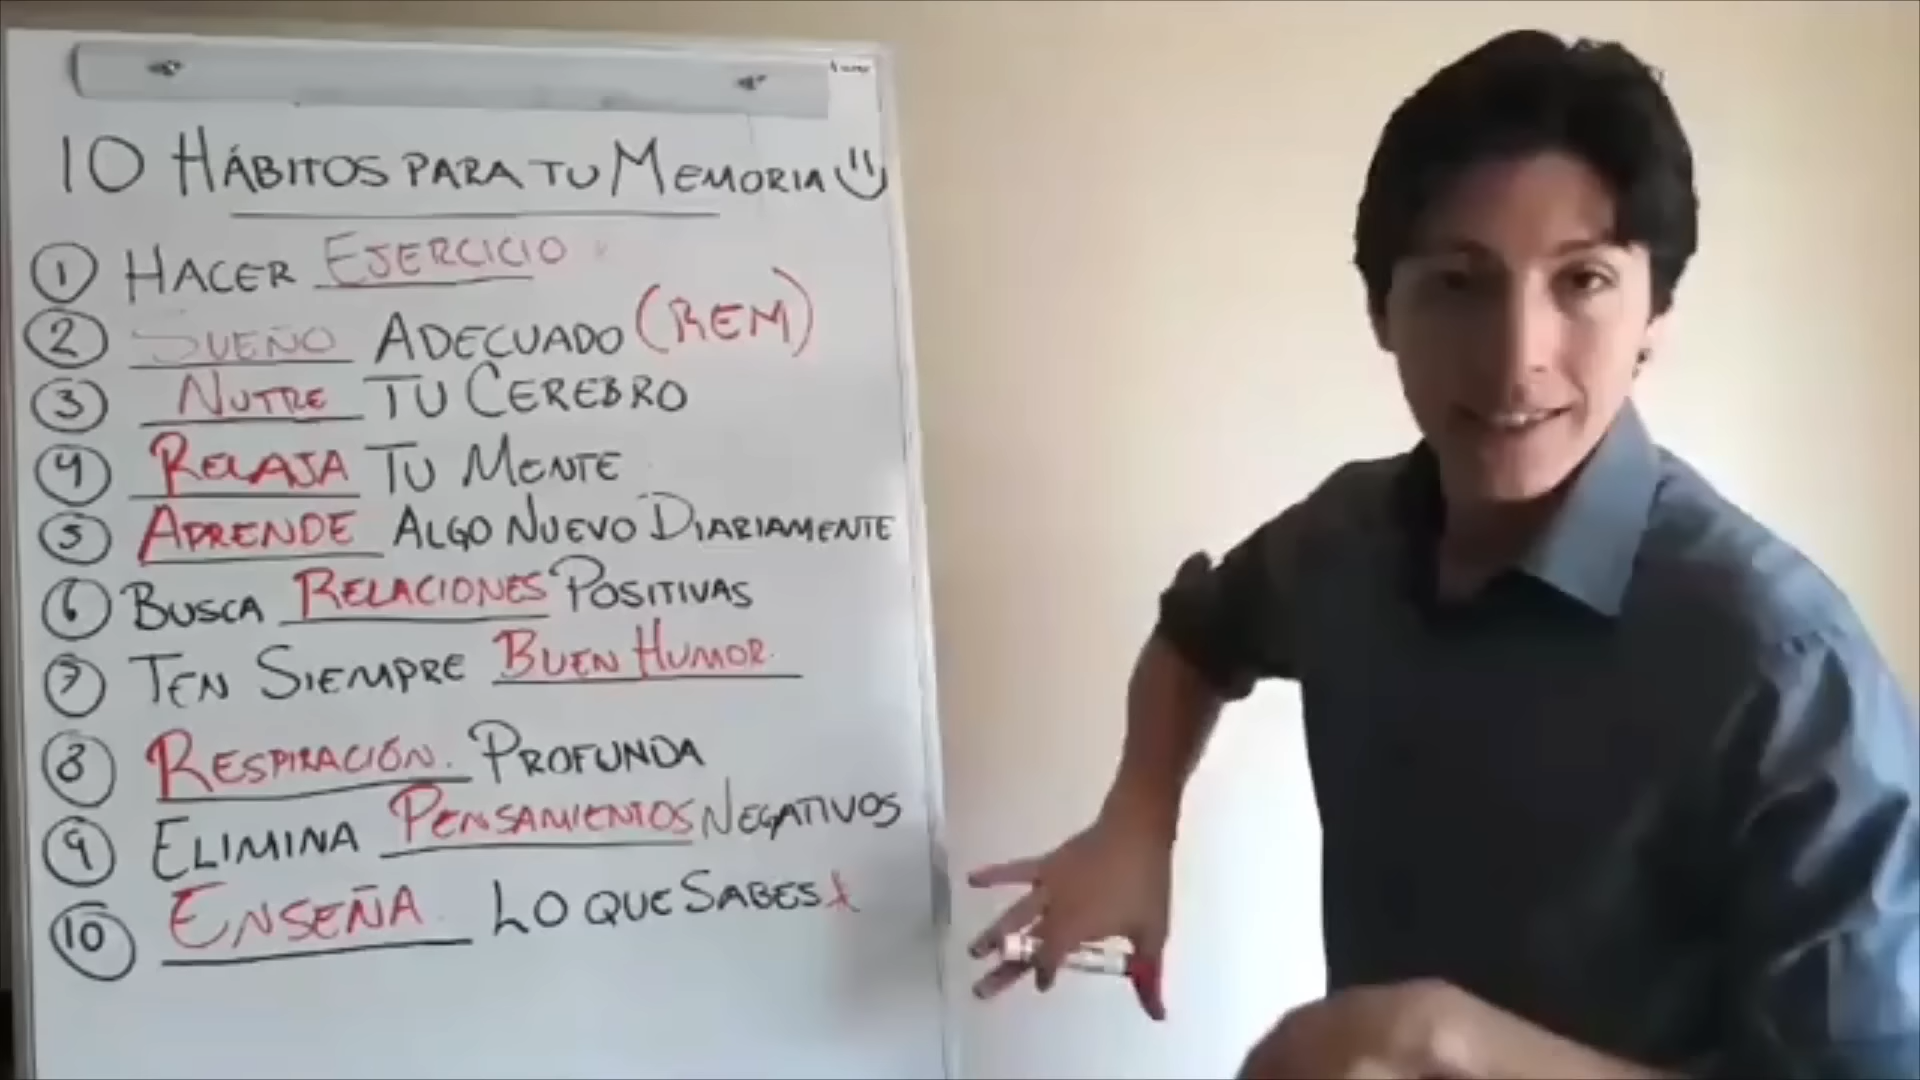 10 HÁBITOS PARA TU MEMORIA
1 HACER EJERCICIO
2 SUEÑO ADECUADO (REM)
3 NUTRE TU CEREBRO
4 RELAJA TU MENTE
5 APRENDE ALGO NUEVO DIARIAMENTE
6 BUSCA RELACIONES POSITIVAS
7 TEN SIEMPRE BUEN HUMOR.
8 RESPIRACIÓN. PROFUNDA
9 ELIMINA PENSAMIENTOS NEGATIVOS
10 ENSEÑA LO QUE SABES